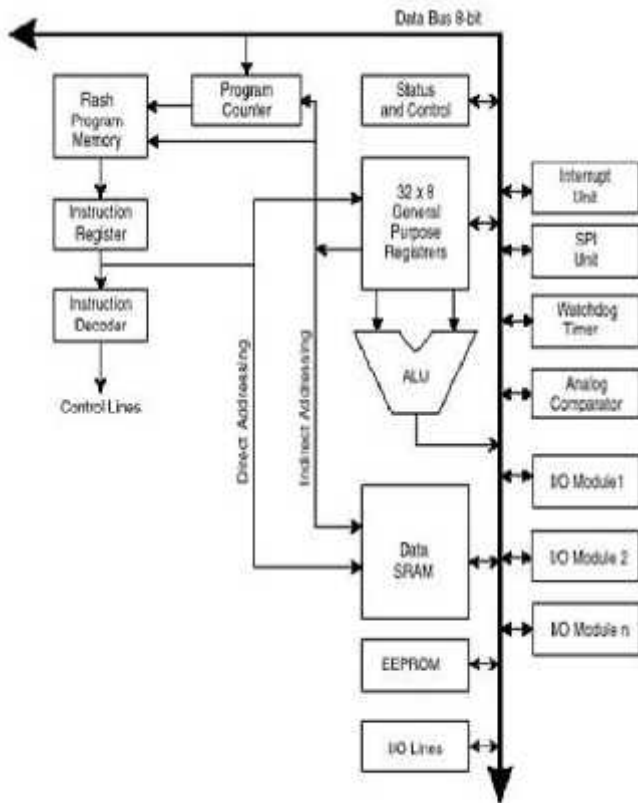 Data Bus 8-bit
Flash
Program
Memory
Program
Counter
Status
and Control
Interrupt
Unit
32 x 8
General
Purpose
Registrers
Instruction
Register
SPI
Unit
Instruction
Decoder
Watchdog
Timer
Direct Addressing
Indirect Addressing
ALU
Analog
Comparator
Control Lines
I/O Module1
Data
SRAM
I/O Module 2
I/O Module n
EEPROM
I/O Lines